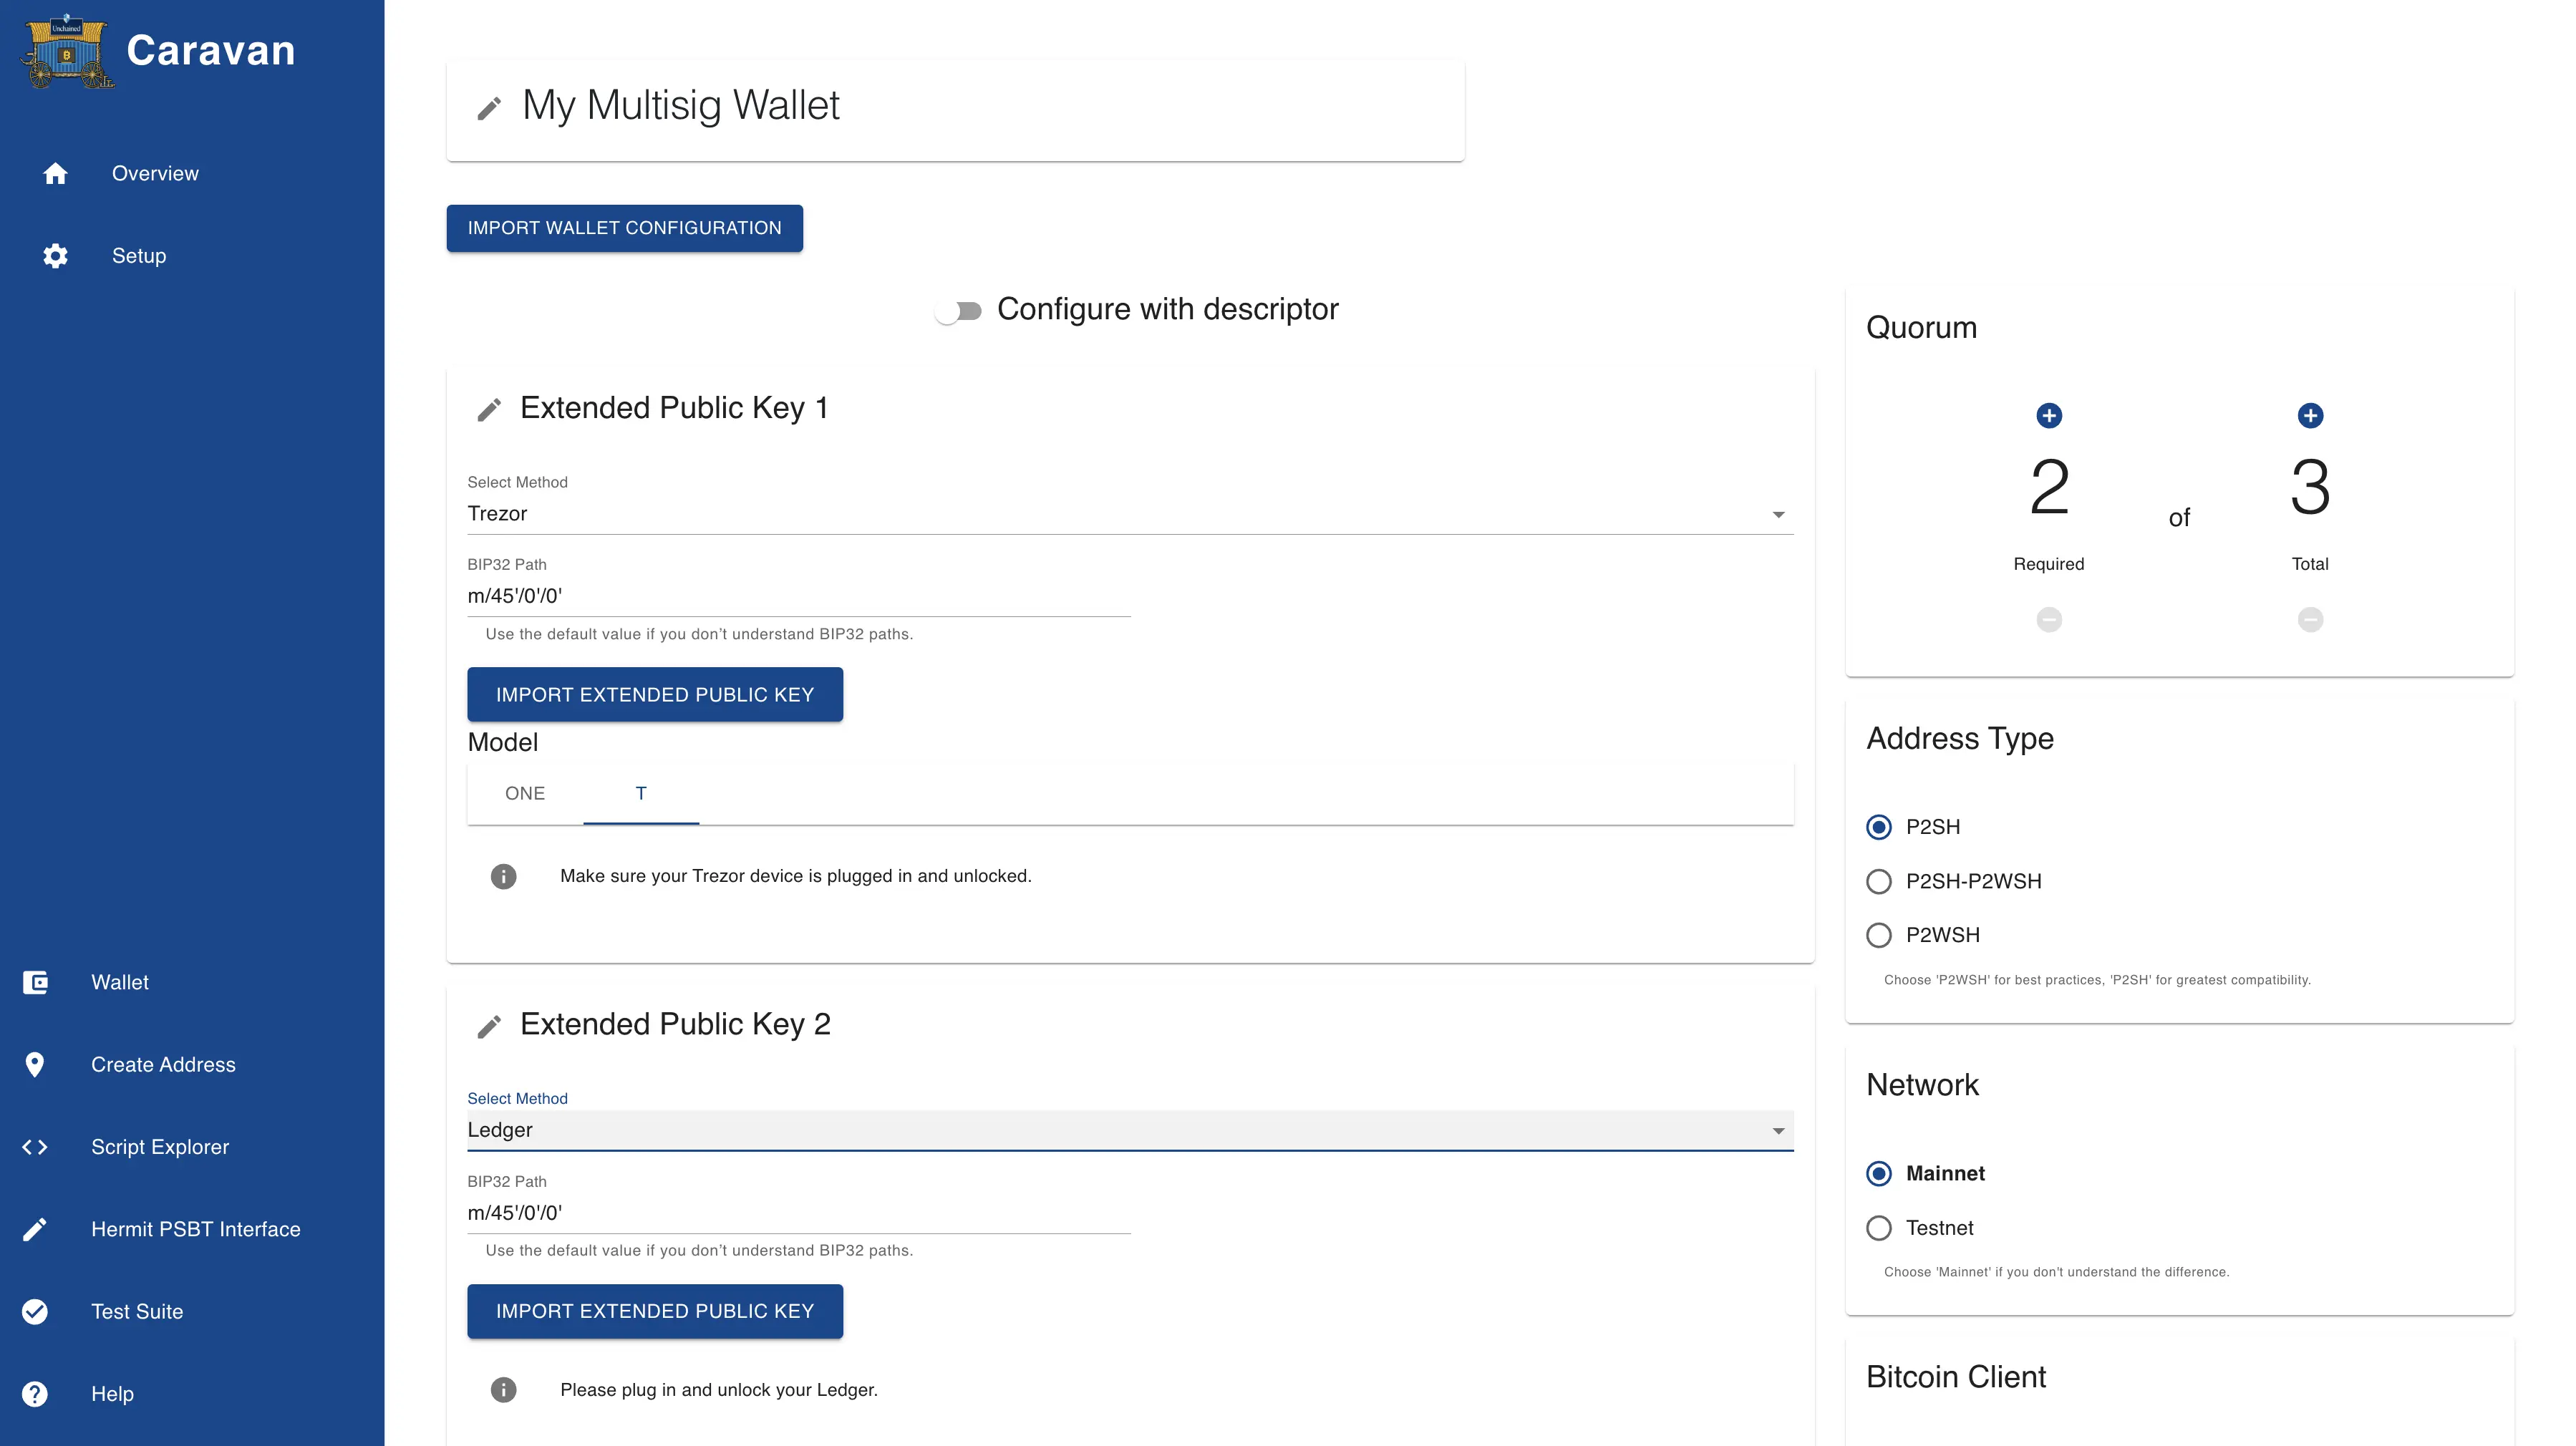 Unchained
Caravan
Overview
Setup
Wallet
Create Address
Script Explorer
Hermit PSBT Interface
Test Suite
Help
My Multisig Wallet
IMPORT WALLET CONFIGURATION
Configure with descriptor
Extended Public Key 1
Select Method
Trezor
BIP32 Path
m/45'/0'/0'
Use the default value if you don’t understand BIP32 paths.
IMPORT EXTENDED PUBLIC KEY
Model
ONE T
Make sure your Trezor device is plugged in and unlocked.
Extended Public Key 2
Select Method
Ledger
BIP32 Path
m/45'/0'/0'
Use the default value if you don’t understand BIP32 paths.
IMPORT EXTENDED PUBLIC KEY
Please plug in and unlock your Ledger.
Quorum
2 of 3
Required Total
Address Type
P2SH
P2SH-P2WSH
P2WSH
Choose 'P2WSH' for best practices, 'P2SH' for greatest compatibility.
Network
Mainnet
Testnet
Choose 'Mainnet' if you don't understand the difference.
Bitcoin Client